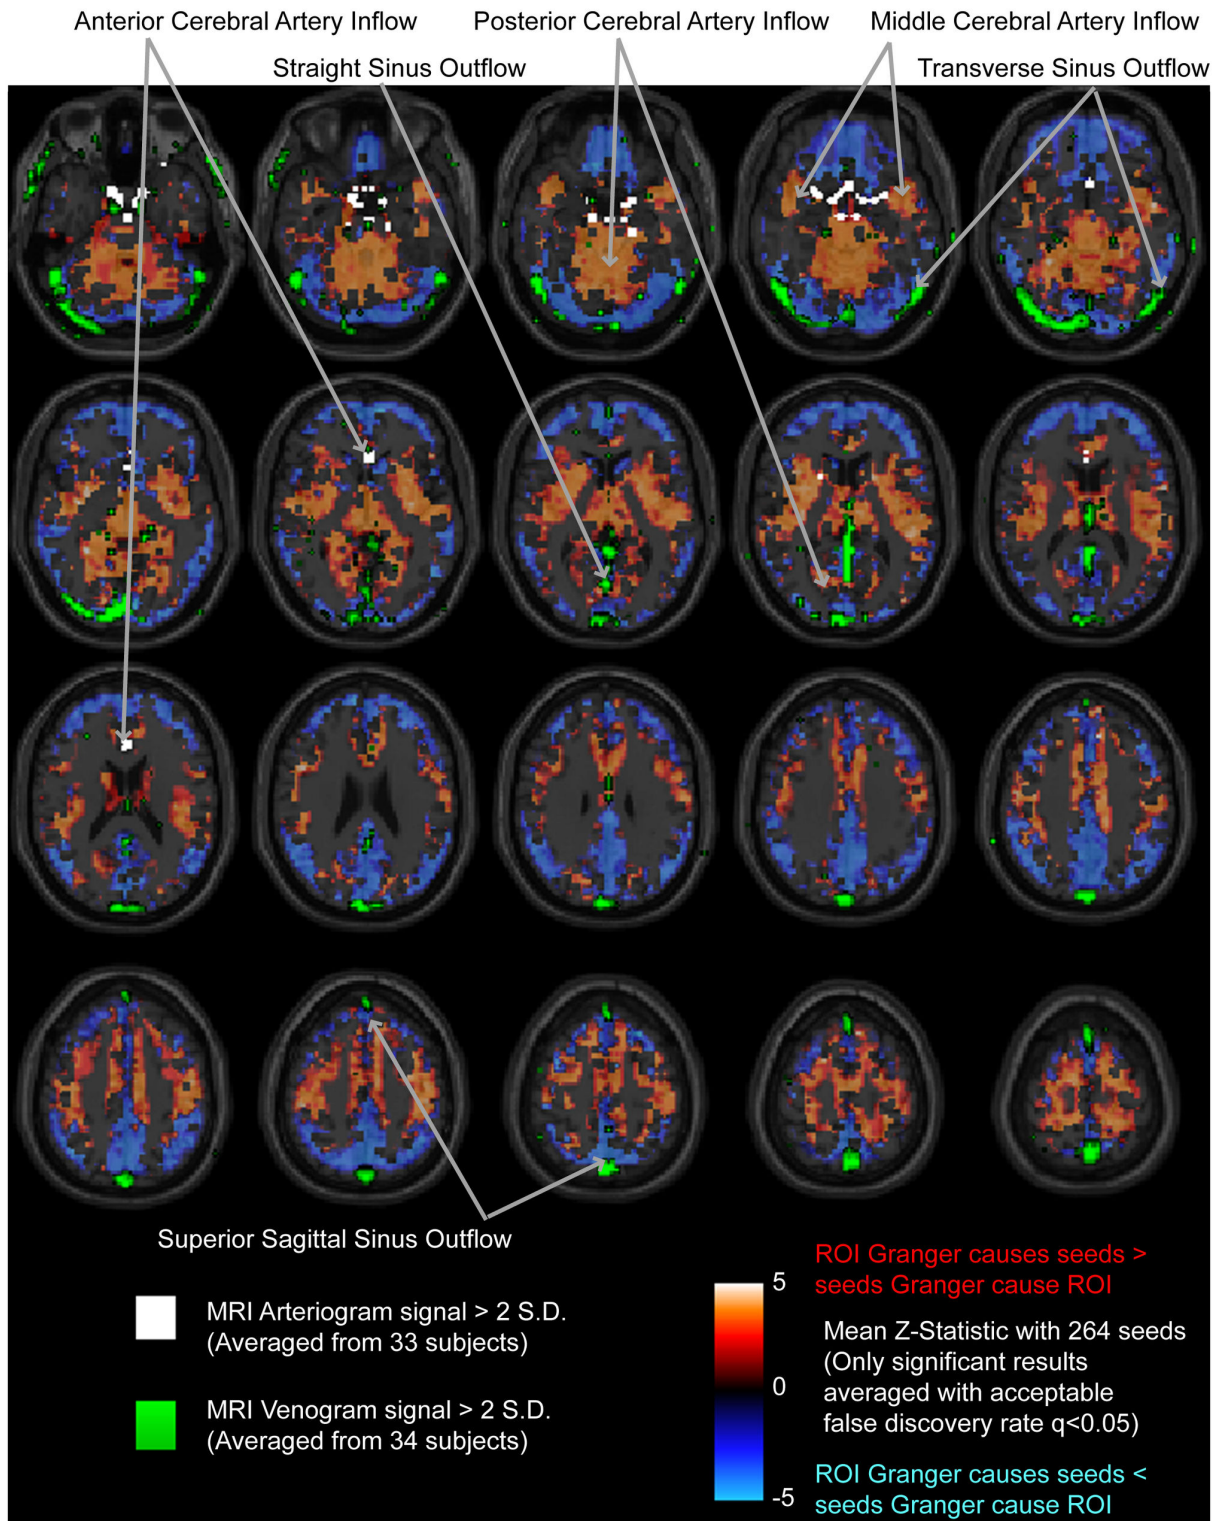 Anterior Cerebral Artery Inflow
Posterior Cerebral Artery Inflow
Middle Cerebral Artery Inflow
Straight Sinus Outflow
Transverse Sinus Outflow
Superior Sagittal Sinus Outflow
MRI Arteriogram signal > 2 S.D.
(Averaged from 33 subjects)
MRI Venogram signal > 2 S.D.
(Averaged from 34 subjects)
5
0
-5
ROI Granger causes seeds >
seeds Granger cause ROI
Mean Z-Statistic with 264 seeds
(Only significant results
averaged with acceptable
false discovery rate q<0.05)
ROI Granger causes seeds <
seeds Granger cause ROI